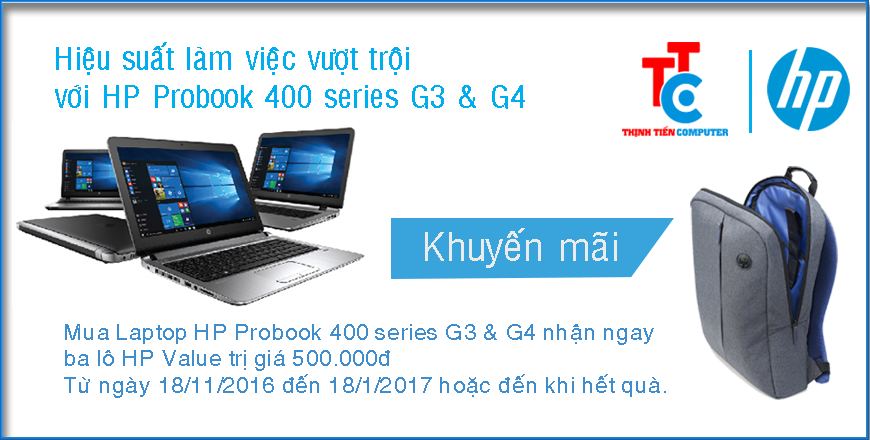 Hiệu suất làm việc vượt trội
với HP Probook 400 series G3 & G4
TTC
THỊNH TIẾN COMPUTER
hp
Khuyến mãi
Mua Laptop HP Probook 400 series G3 & G4 nhận ngay
ba lô HP Value trị giá 500.000đ
Từ ngày 18/11/2016 đến 18/1/2017 hoặc đến khi hết quà.